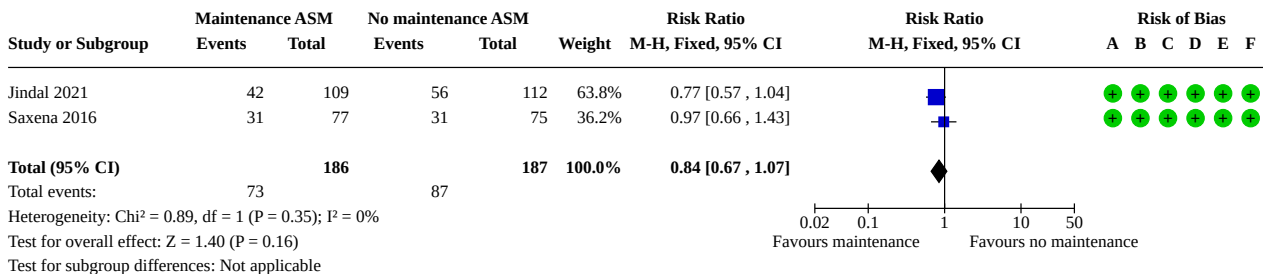 Maintenance ASM No maintenance ASM Risk Ratio Risk Ratio Risk of Bias
Study or Subgroup Events Total Events Total Weight M-H, Fixed, 95% CI M-H, Fixed, 95% CI A B C D E F
Jindal 2021 42 109 56 112 63.8% 0.77 [0.57 , 1.04] + + + + + +
Saxena 2016 31 77 31 75 36.2% 0.97 [0.66 , 1.43] + + + + + +
Total (95% CI) 186 187 100.0% 0.84 [0.67 , 1.07]
Total events: 73 87
Heterogeneity: Chi² = 0.89, df = 1 (P = 0.35); I² = 0%
0.02 0.1 1 10 50
Test for overall effect: Z = 1.40 (P = 0.16) Favours maintenance Favours no maintenance
Test for subgroup differences: Not applicable